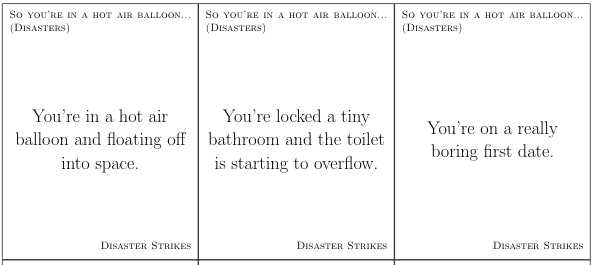 So you're in a hot air balloon...
(Disasters)
You're in a hot air
balloon and floating off
into space.
Disaster Strikes
So you're in a hot air balloon...
(Disasters)
You're locked a tiny
bathroom and the toilet
is starting to overflow.
Disaster Strikes
So you're in a hot air balloon...
(Disasters)
You're on a really
boring first date.
Disaster Strikes